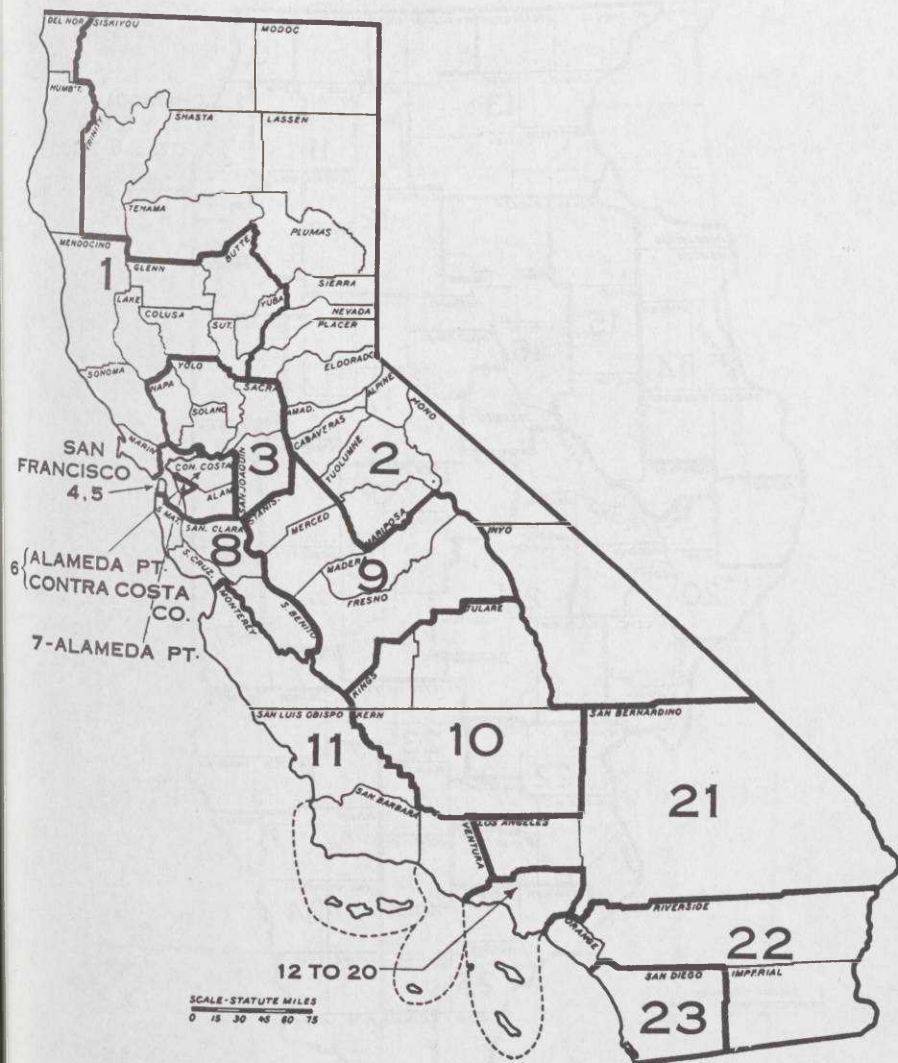 DEL NOR SISKIYOU MODOC
HUMB'T.
TRINITY SHASTA LASSEN
TEHAMA
PLUMAS
MENDOCINO BUTTE
1 GLENN
SIERRA
LAKE YUBA
COLUSA NEVADA
SUT. PLACER
YOLO ELDORADO
SONOMA NAPA SACRA. ALPINE
SOLANO AMAD. MONO
CABAVERAS
MARIN 3 2
SAN CON. COSTA TUOLUMNE
FRANCISCO ALAM SAN JOAQUIN
4,5
STANIS.
S MAT. SAN. CLARA MERCED MARIPOSA INYO
8
6 { ALAMEDA PT. S. CRUZ. MADERA
CONTRA COSTA 9
CO. MONTEREY S. BENITO FRESNO
TULARE
7-ALAMEDA PT.
KINGS
SAN LUIS OBISPO KERN SAN BERNARDINO
11 10
SAN BARBARA 21
VENTURA LOS ANGELES
RIVERSIDE
ORANGE 22
12 TO 20 SAN DIEGO IMPERIAL
23
SCALE-STATUTE MILES
0 15 30 45 60 75